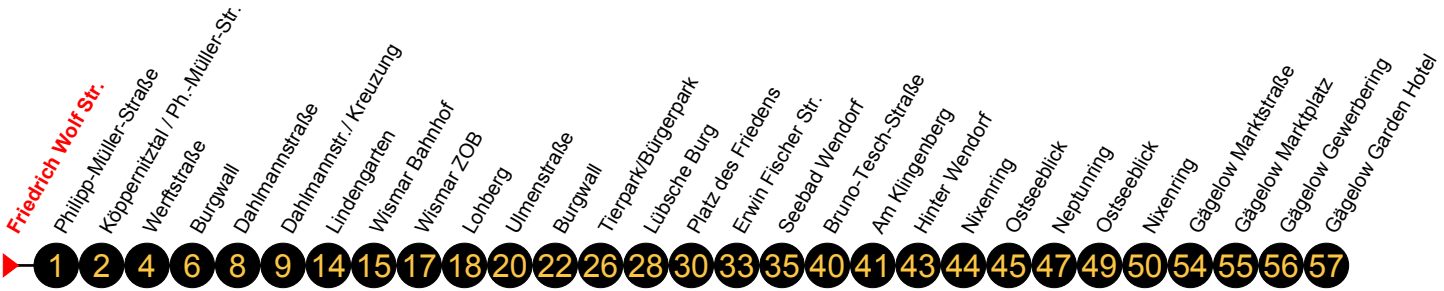 Friedrich Wolf Str.
Philipp-Müller-Straße
Köppernitztal / Ph.-Müller-Str.
Werftstraße
Burgwall
Dahlmannstraße
Dahlmannstr./ Kreuzung
Lindengarten
Wismar Bahnhof
Wismar ZOB
Lohberg
Ulmenstraße
Burgwall
Tierpark/Bürgerpark
Lübsche Burg
Platz des Friedens
Erwin Fischer Str.
Seebad Wendorf
Bruno-Tesch-Straße
Am Klingenberg
Hinter Wendorf
Nixenring
Ostseeblick
Neptunring
Ostseeblick
Nixenring
Gägelow Marktstraße
Gägelow Marktplatz
Gägelow Gewerbering
Gägelow Garden Hotel
1 2 4 6 8 9 14 15 17 18 20 22 26 28 30 33 35 40 41 43 44 45 47 49 50 54 55 56 57